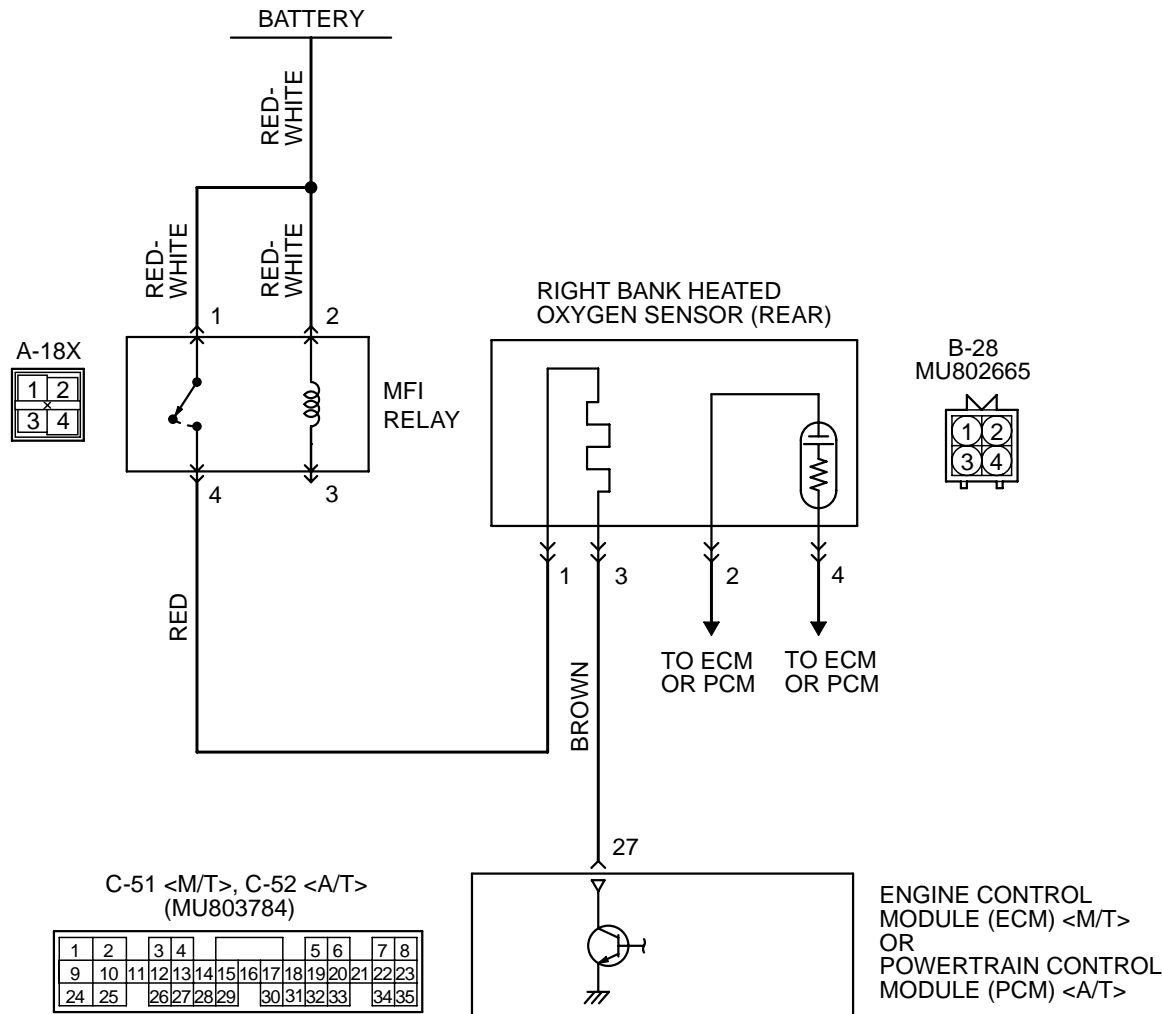 BATTERY
RED-
WHITE
RED-
WHITE
RED-
WHITE
1
2
A-18X
1 2
3 4
MFI
RELAY
4
3
RIGHT BANK HEATED
OXYGEN SENSOR (REAR)
B-28
MU802665
1 2
3 4
1
3
2
4
RED
BROWN
TO ECM
OR PCM
TO ECM
OR PCM
27
C-51 <M/T>, C-52 <A/T>
(MU803784)
1 2 3 4 5 6 7 8
9 10 11 12 13 14 15 16 17 18 19 20 21 22 23
24 25 26 27 28 29 30 31 32 33 34 35
ENGINE CONTROL
MODULE (ECM) <M/T>
OR
POWERTRAIN CONTROL
MODULE (PCM) <A/T>